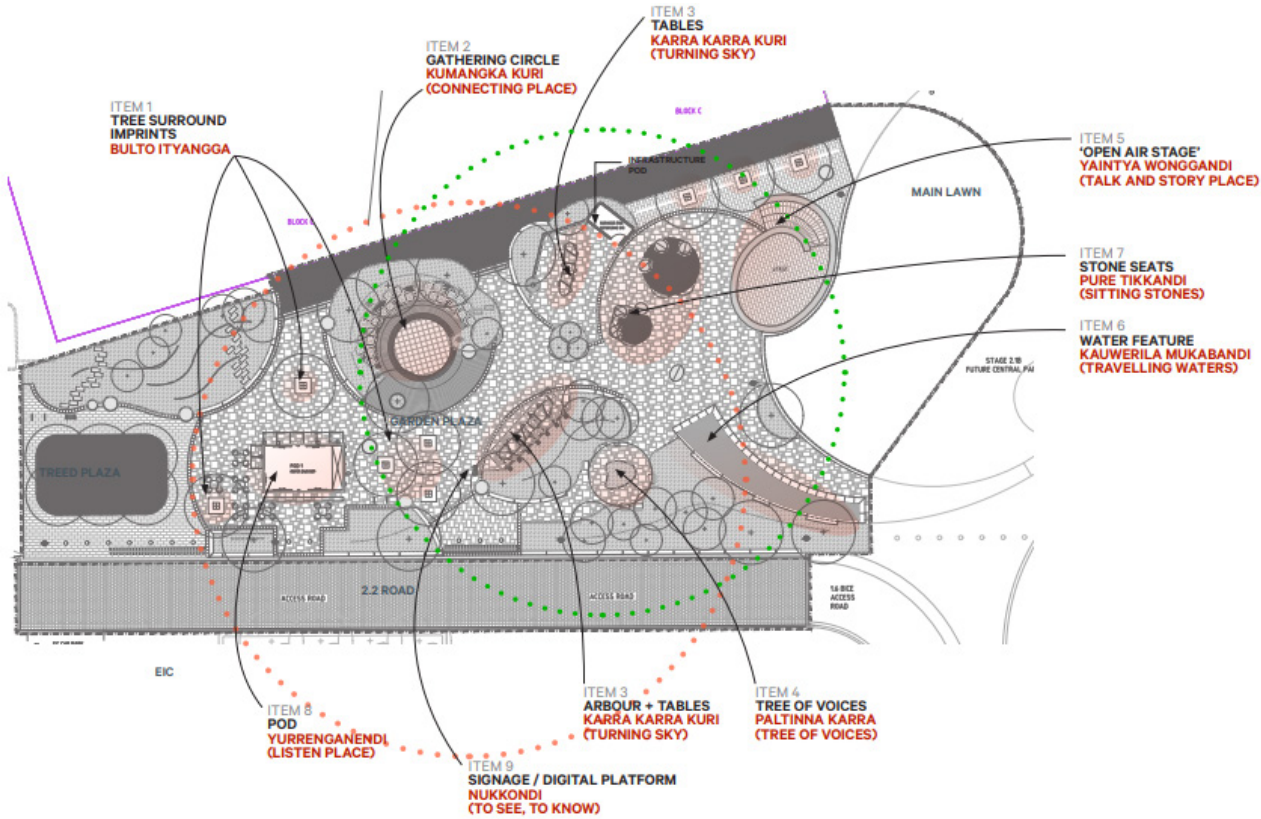 ITEM 3
TABLES
KARRA KARRA KURI
(TURNING SKY)
ITEM 2
GATHERING CIRCLE
KUMANGKA KURI
(CONNECTING PLACE)
ITEM 1
TREE SURROUND
IMPRINTS
BULTO ITYANGGA
BLOCK C
INFRASTRUCTURE
POD
ITEM 5
‘OPEN AIR STAGE’
YAINTYA WONGGANDI
(TALK AND STORY PLACE)
MAIN LAWN
ITEM 7
STONE SEATS
PURE TIKKANDI
(SITTING STONES)
ITEM 6
WATER FEATURE
KAUWERILA MUKABANDI
(TRAVELLING WATERS)
STAGE 2.1B
FUTURE CENTRAL
BLOCK
GARDEN PLAZA
TREED PLAZA
2.2 ROAD
ACCESS ROAD
ACCESS ROAD
1.6 BICE
ACCESS
ROAD
EIC
ITEM 8
POD
YURRENGANENDI
(LISTEN PLACE)
ITEM 9
SIGNAGE / DIGITAL PLATFORM
NUKKONDI
(TO SEE, TO KNOW)
ITEM 3
ARBOUR + TABLES
KARRA KARRA KURI
(TURNING SKY)
ITEM 4
TREE OF VOICES
PALTINNA KARRA
(TREE OF VOICES)